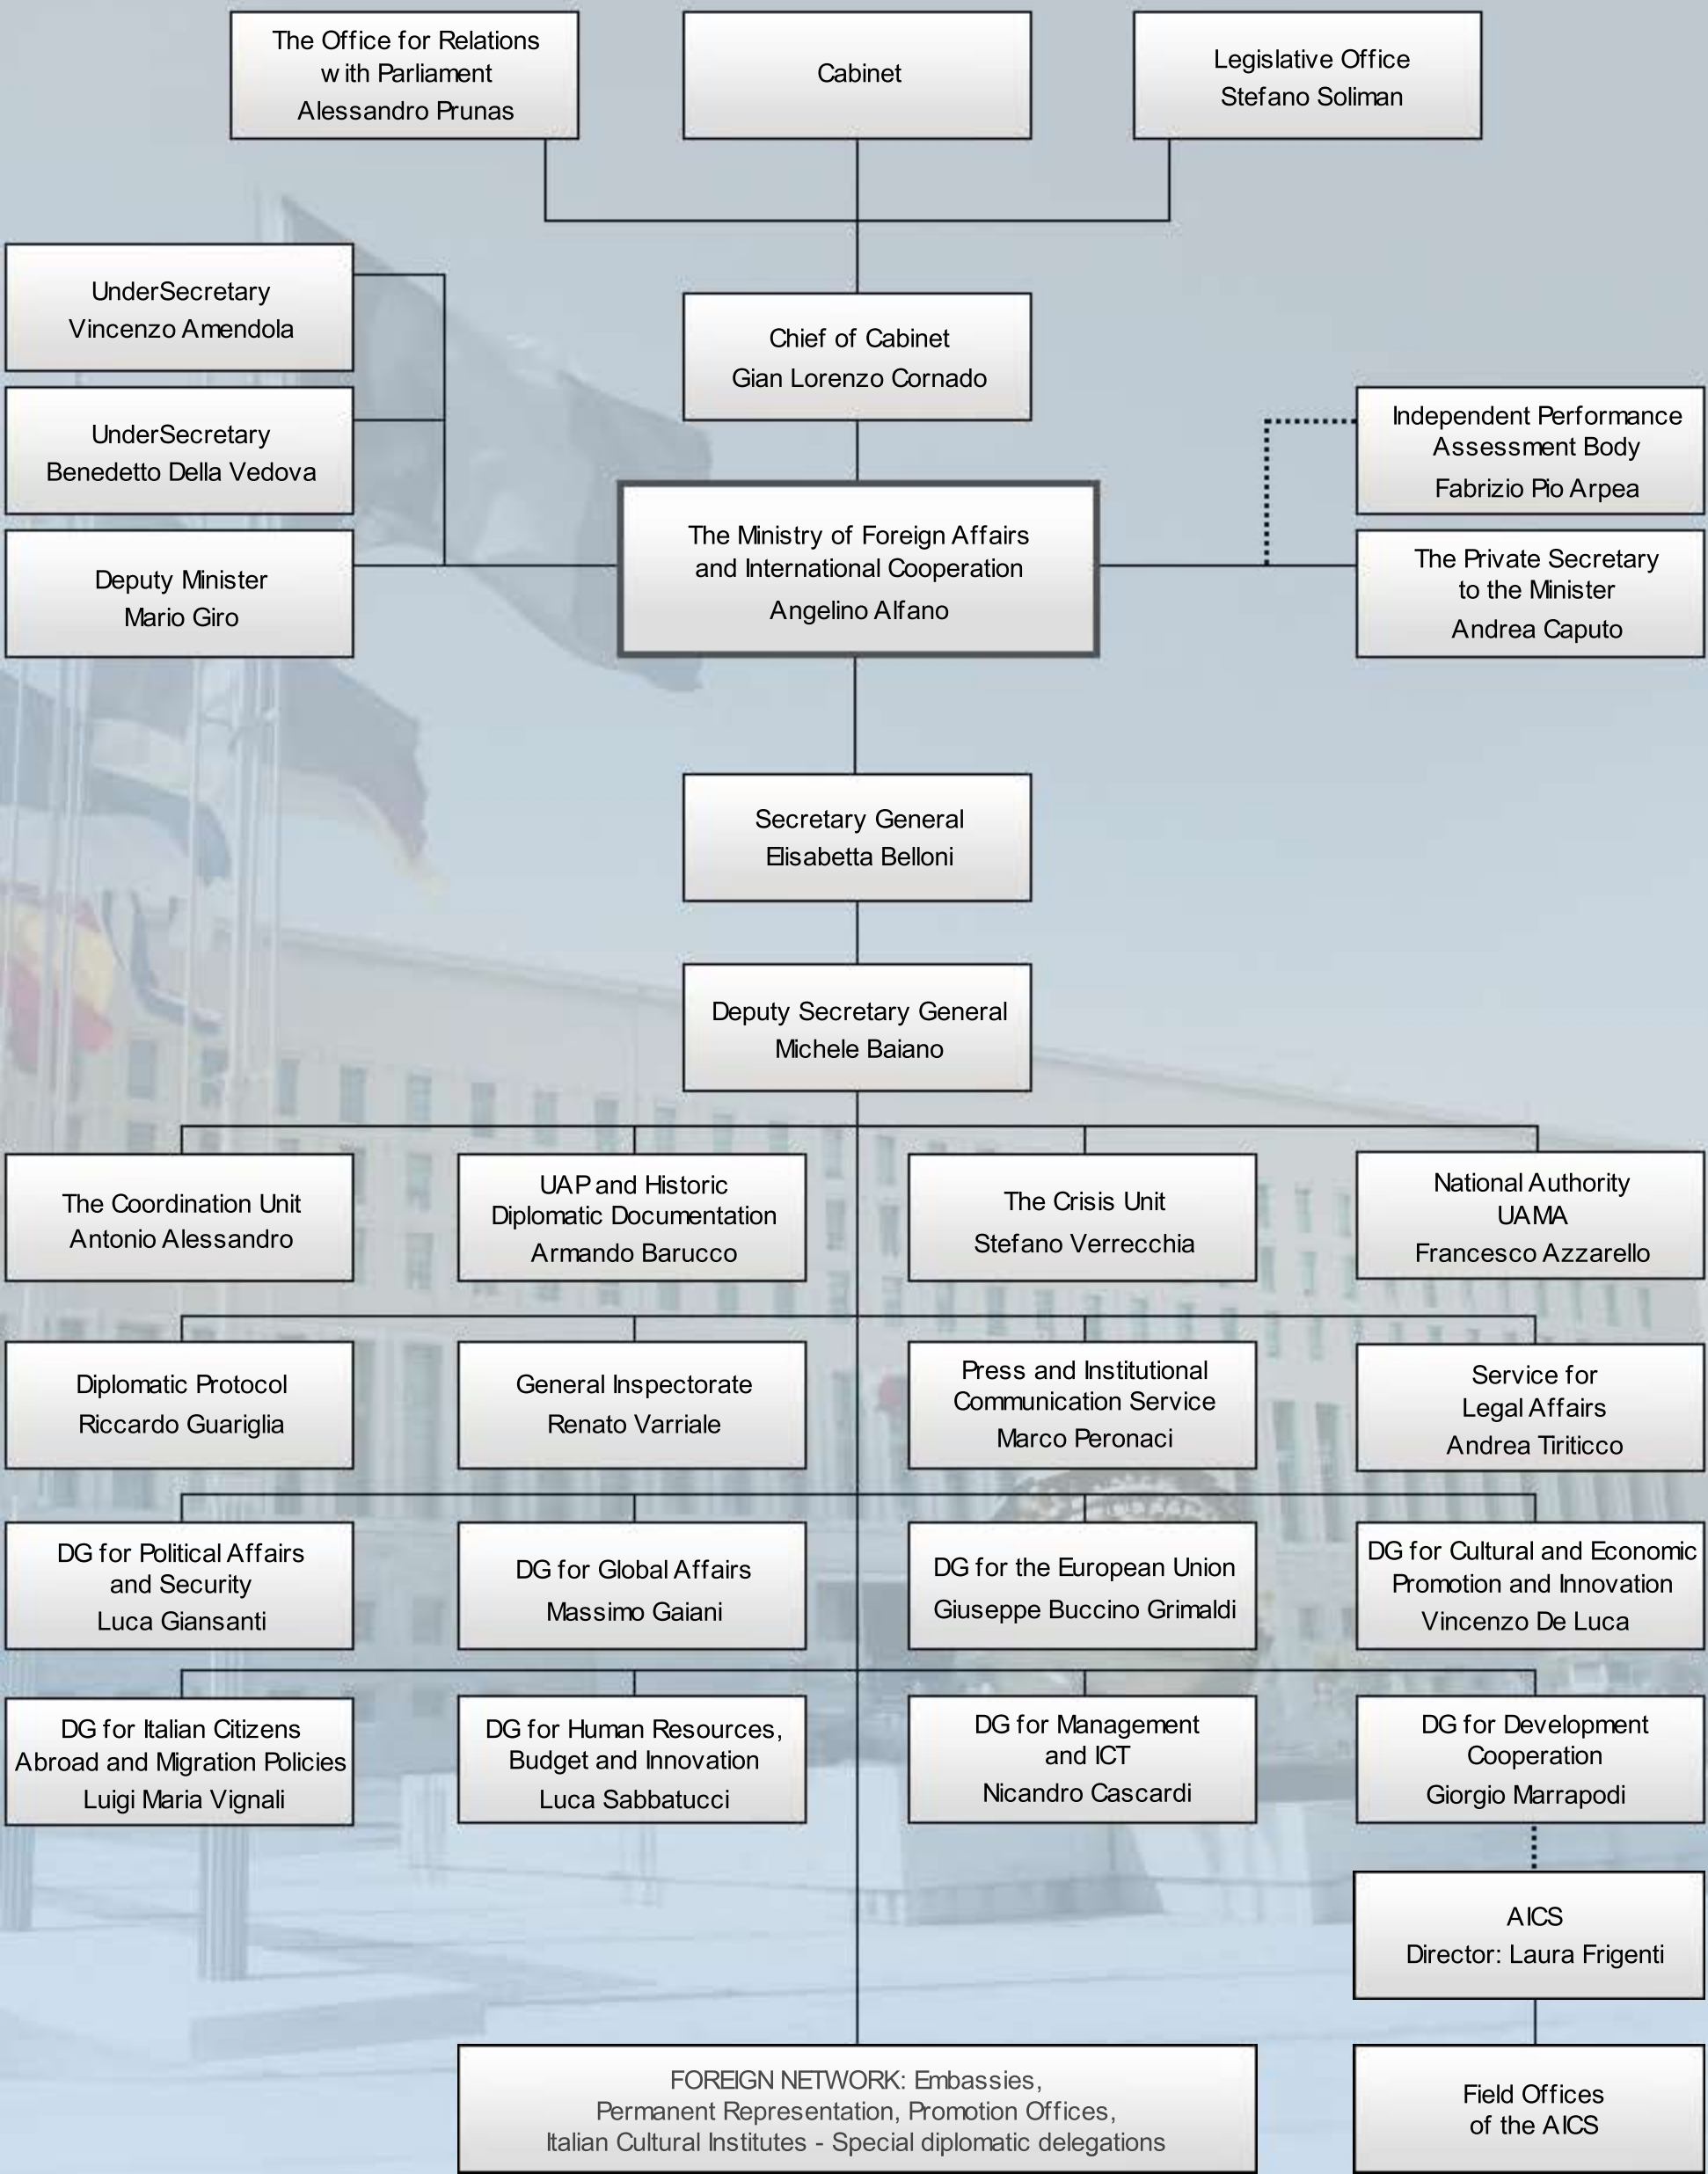 The Office for Relations
with Parliament
Alessandro Prunas
Cabinet
Legislative Office
Stefano Soliman
UnderSecretary
Vincenzo Amendola
Chief of Cabinet
Gian Lorenzo Cornado
UnderSecretary
Benedetto Della Vedova
Independent Performance
Assessment Body
Fabrizio Pio Arpea
Deputy Minister
Mario Giro
The Ministry of Foreign Affairs
and International Cooperation
Angelino Alfano
The Private Secretary
to the Minister
Andrea Caputo
Secretary General
Elisabetta Belloni
Deputy Secretary General
Michele Baiano
The Coordination Unit
Antonio Alessandro
UAP and Historic
Diplomatic Documentation
Armando Barucco
The Crisis Unit
Stefano Verrecchia
National Authority
UAMA
Francesco Azzarello
Diplomatic Protocol
Riccardo Guariglia
General Inspectorate
Renato Varriale
Press and Institutional
Communication Service
Marco Peronaci
Service for
Legal Affairs
Andrea Tiriticco
DG for Political Affairs
and Security
Luca Giansanti
DG for Global Affairs
Massimo Gaiani
DG for the European Union
Giuseppe Buccino Grimaldi
DG for Cultural and Economic
Promotion and Innovation
Vincenzo De Luca
DG for Italian Citizens
Abroad and Migration Policies
Luigi Maria Vignali
DG for Human Resources,
Budget and Innovation
Luca Sabbatucci
DG for Management
and ICT
Nicandro Cascardi
DG for Development
Cooperation
Giorgio Marrapodi
AICS
Director: Laura Frigenti
FOREIGN NETWORK: Embassies,
Permanent Representation, Promotion Offices,
Italian Cultural Institutes - Special diplomatic delegations
Field Offices
of the AICS